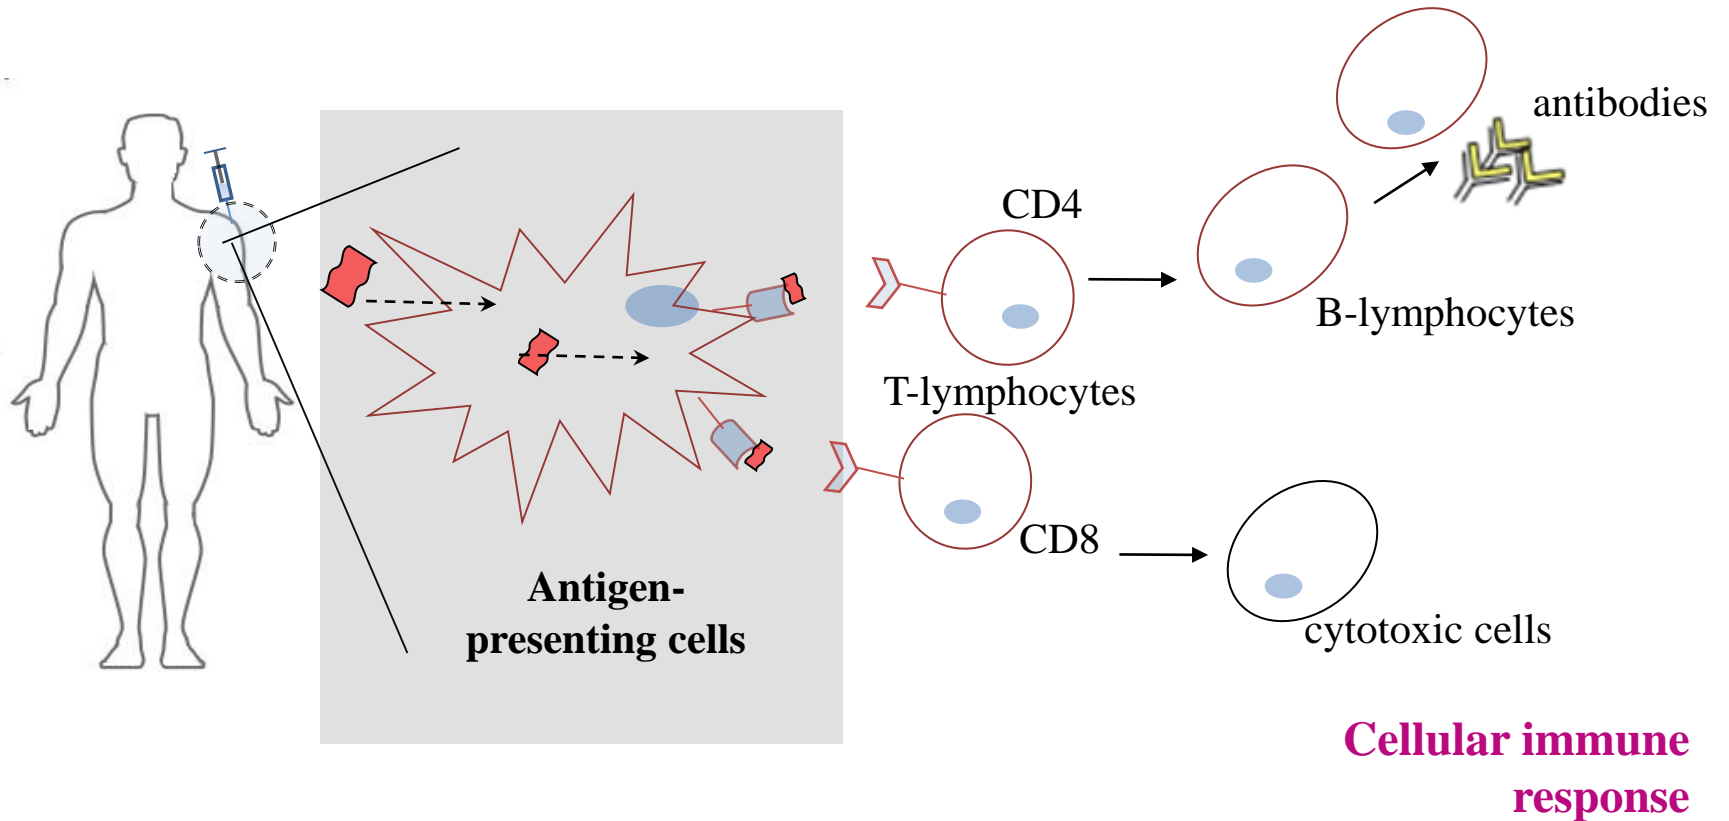 antibodies
CD4
B-lymphocytes
T-lymphocytes
CD8
Antigen-
presenting cells
cytotoxic cells
Cellular immune
response